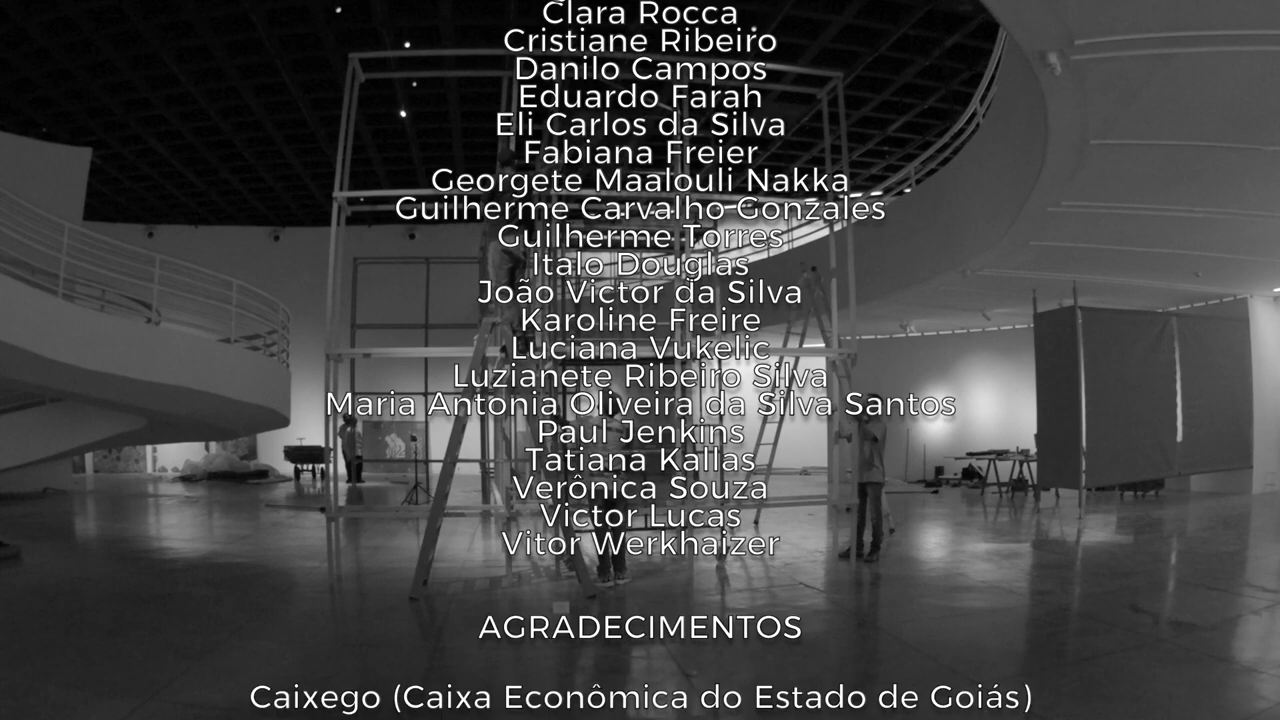 Clara Rocca
Cristiane Ribeiro
Danilo Campos
Eduardo Farah
Eli Carlos da Silva
Fabiana Freier
Georgete Maalouli Nakka
Guilherme Carvalho Gonzales
Guilherme Torres
Italo Douglas
João Victor da Silva
Karoline Freire
Luciana Vukelic
Luzianete Ribeiro Silva
Maria Antonia Oliveira da Silva Santos
Paul Jenkins
Tatiana Kallas
Verônica Souza
Victor Lucas
Vitor Werkhaizer
AGRADECIMENTOS
Caixego (Caixa Econômica do Estado de Goiás)